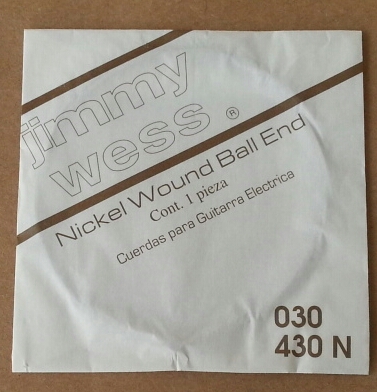 jimmy
wess ®
Nickel Wound Ball End
Cont. 1 pieza
Cuerdas para Guitarra Electrica
030
430 N